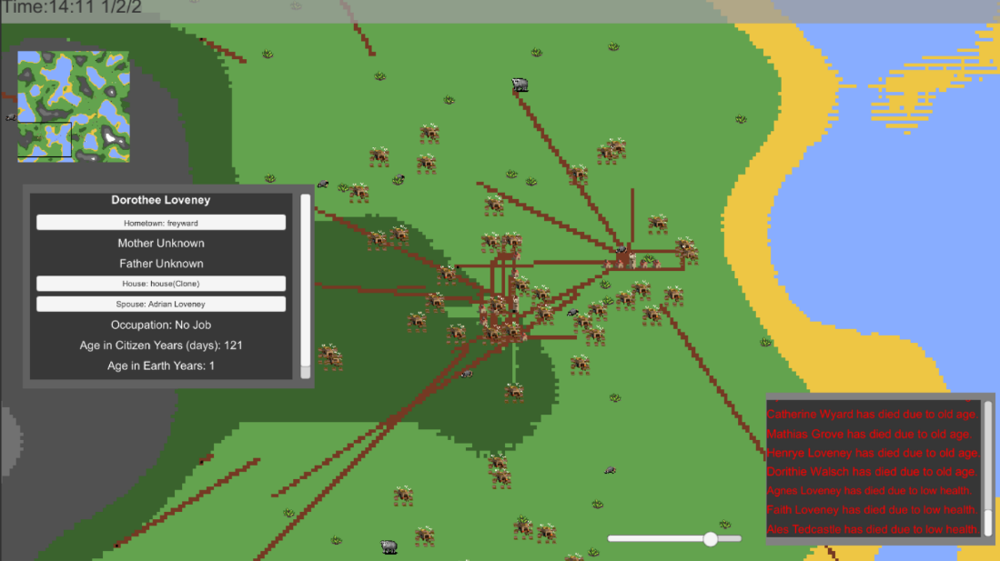 Time:14:11 1/2/2
Dorothee Loveney
Hometown: freyward
Mother Unknown
Father Unknown
House: house(Clone)
Spouse: Adrian Loveney
Occupation: No Job
Age in Citizen Years (days): 121
Age in Earth Years: 1
Catherine Wyard has died due to old age.
Mathias Grove has died due to old age.
Henrye Loveney has died due to old age.
Dorithie Walsch has died due to old age.
Agnes Loveney has died due to low health.
Faith Loveney has died due to low health.
Alex Tedcastle has died due to low health